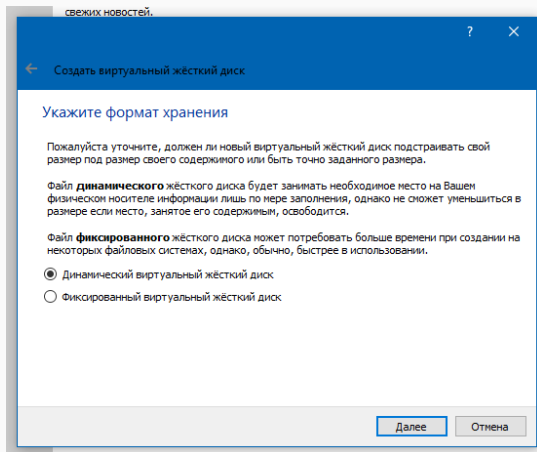 свежих новостей.
?
Создать виртуальный жёсткий диск
Укажите формат хранения
Пожалуйста уточните, должен ли новый виртуальный жёсткий диск подстраивать свой
размер под размер своего содержимого или быть точно заданного размера.
Файл динамического жёсткого диска будет занимать необходимое место на Вашем
физическом носителе информации лишь по мере заполнения, однако не сможет уменьшиться в
размере если место, занятое его содержимым, освободится.
Файл фиксированного жёсткого диска может потребовать больше времени при создании на
некоторых файловых системах, однако, обычно, быстрее в использовании.
Динамический виртуальный жёсткий диск
Фиксированный виртуальный жёсткий диск
Далее
Отмена